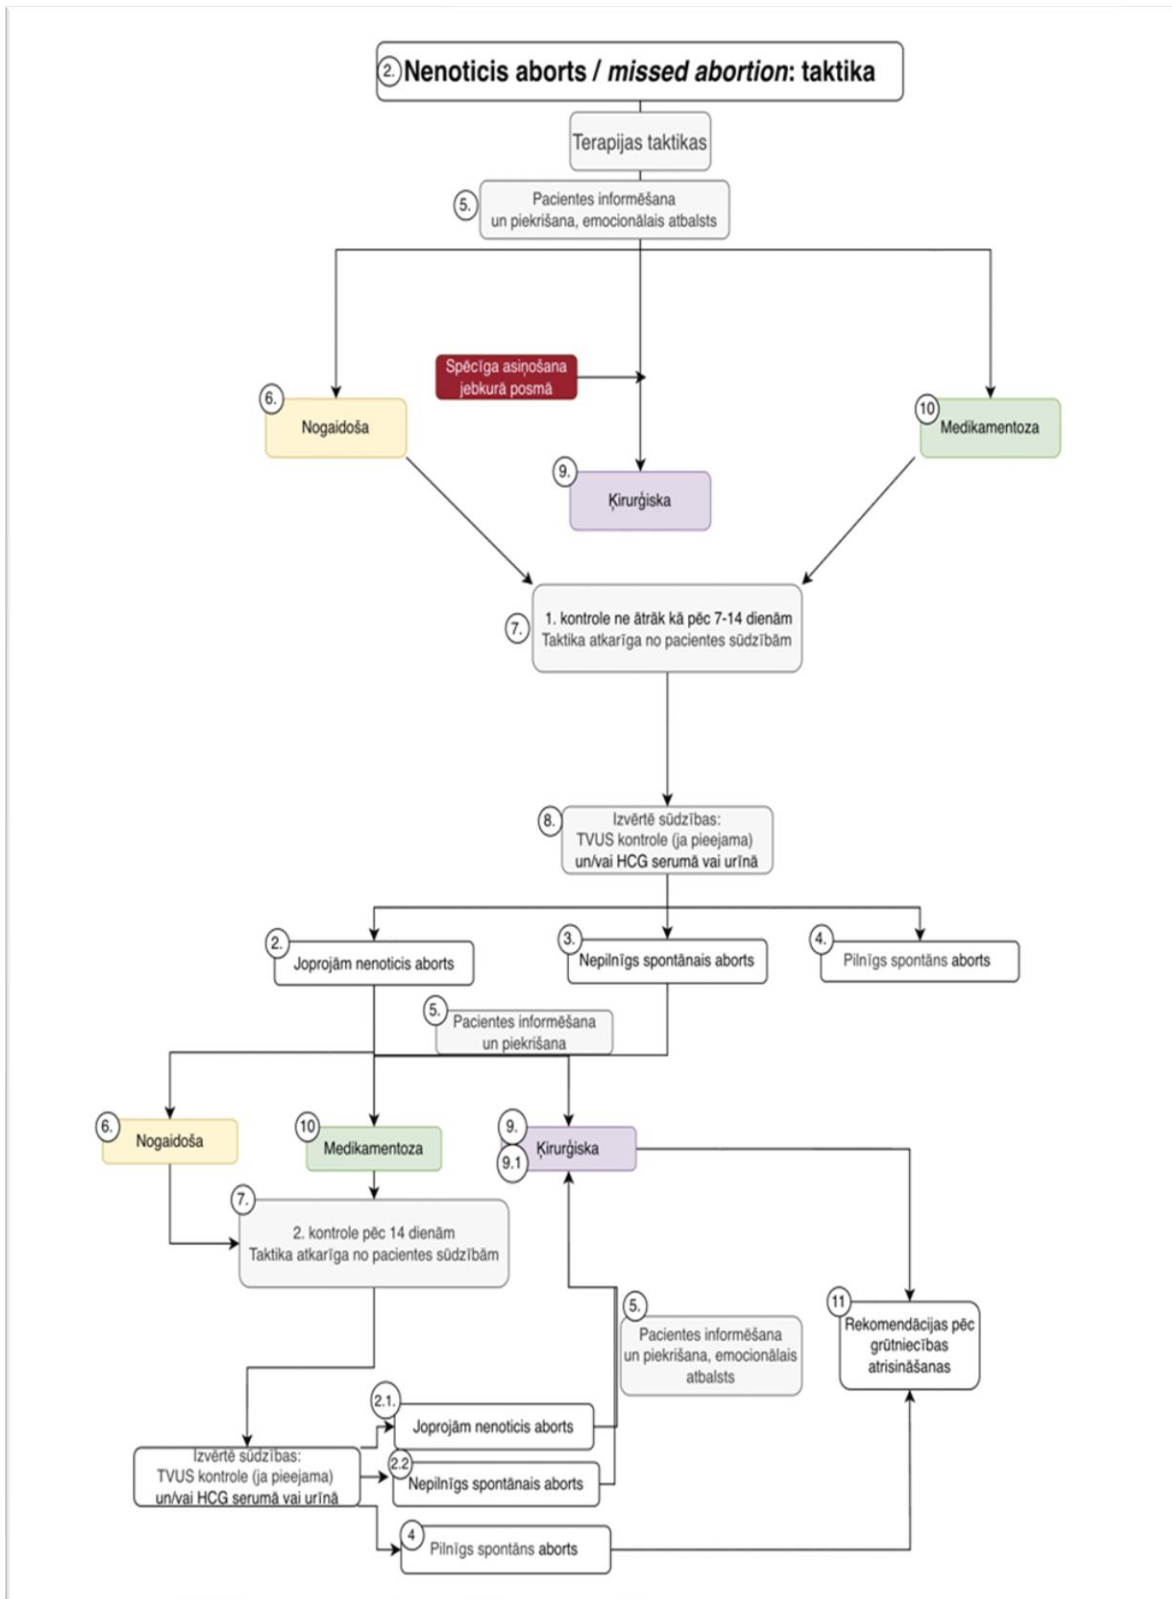 2. Nenoticis aborts / missed abortion: taktika
Terapijas taktikas
5.
Pacientes informēšana
un piekrišana, emocionālais atbalsts
Spēcīga asiņošana
jebkurā posmā
6.
Nogaidoša
10
Medikamentoza
9.
Ķirurģiska
7.
1. kontrole ne ātrāk kā pēc 7-14 dienām
Taktika atkarīga no pacientes sūdzībām
8.
Izvērtē sūdzības:
TVUS kontrole (ja pieejama)
un/vai HCG serumā vai urīnā
2.
Joprojām nenoticis aborts
3.
Nepilnīgs spontānais aborts
4.
Pilnīgs spontāns aborts
5.
Pacientes informēšana
un piekrišana
6.
Nogaidoša
10
Medikamentoza
9.
9.1
Ķirurģiska
7.
2. kontrole pēc 14 dienām
Taktika atkarīga no pacientes sūdzībām
5.
Pacientes informēšana
un piekrišana, emocionālais
atbalsts
11
Rekomendācijas pēc
grūtniecības
atrisināšanas
2.1.
Joprojām nenoticis aborts
Izvērtē sūdzības:
TVUS kontrole (ja pieejama)
un/vai HCG serumā vai urīnā
2.2
Nepilnīgs spontānais aborts
4
Pilnīgs spontāns aborts